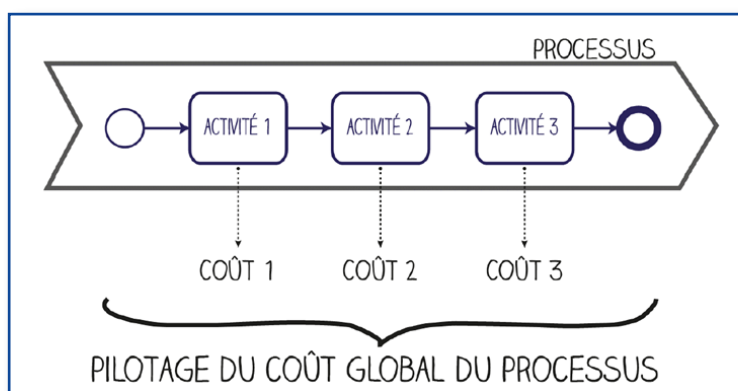 PROCESSUS
ACTIVITÉ 1 ACTIVITÉ 2 ACTIVITÉ 3
COÛT 1 COÛT 2 COÛT 3
PILOTAGE DU COÛT GLOBAL DU PROCESSUS